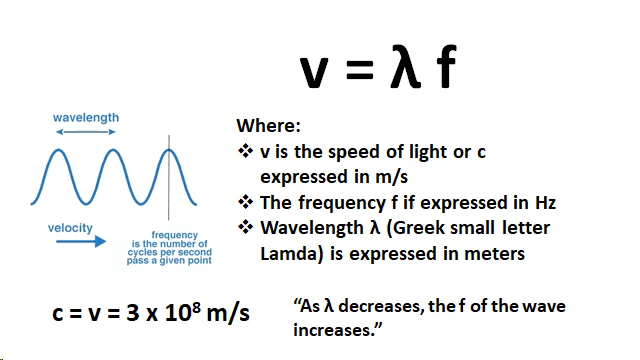 v = λ f
wavelength
velocity
frequency
is the number of
cycles per second
pass a given point
Where:
❖ v is the speed of light or c
expressed in m/s
❖ The frequency f if expressed in Hz
❖ Wavelength λ (Greek small letter
Lamda) is expressed in meters
c = v = 3 x 10⁸ m/s
“As λ decreases, the f of the wave
increases.”